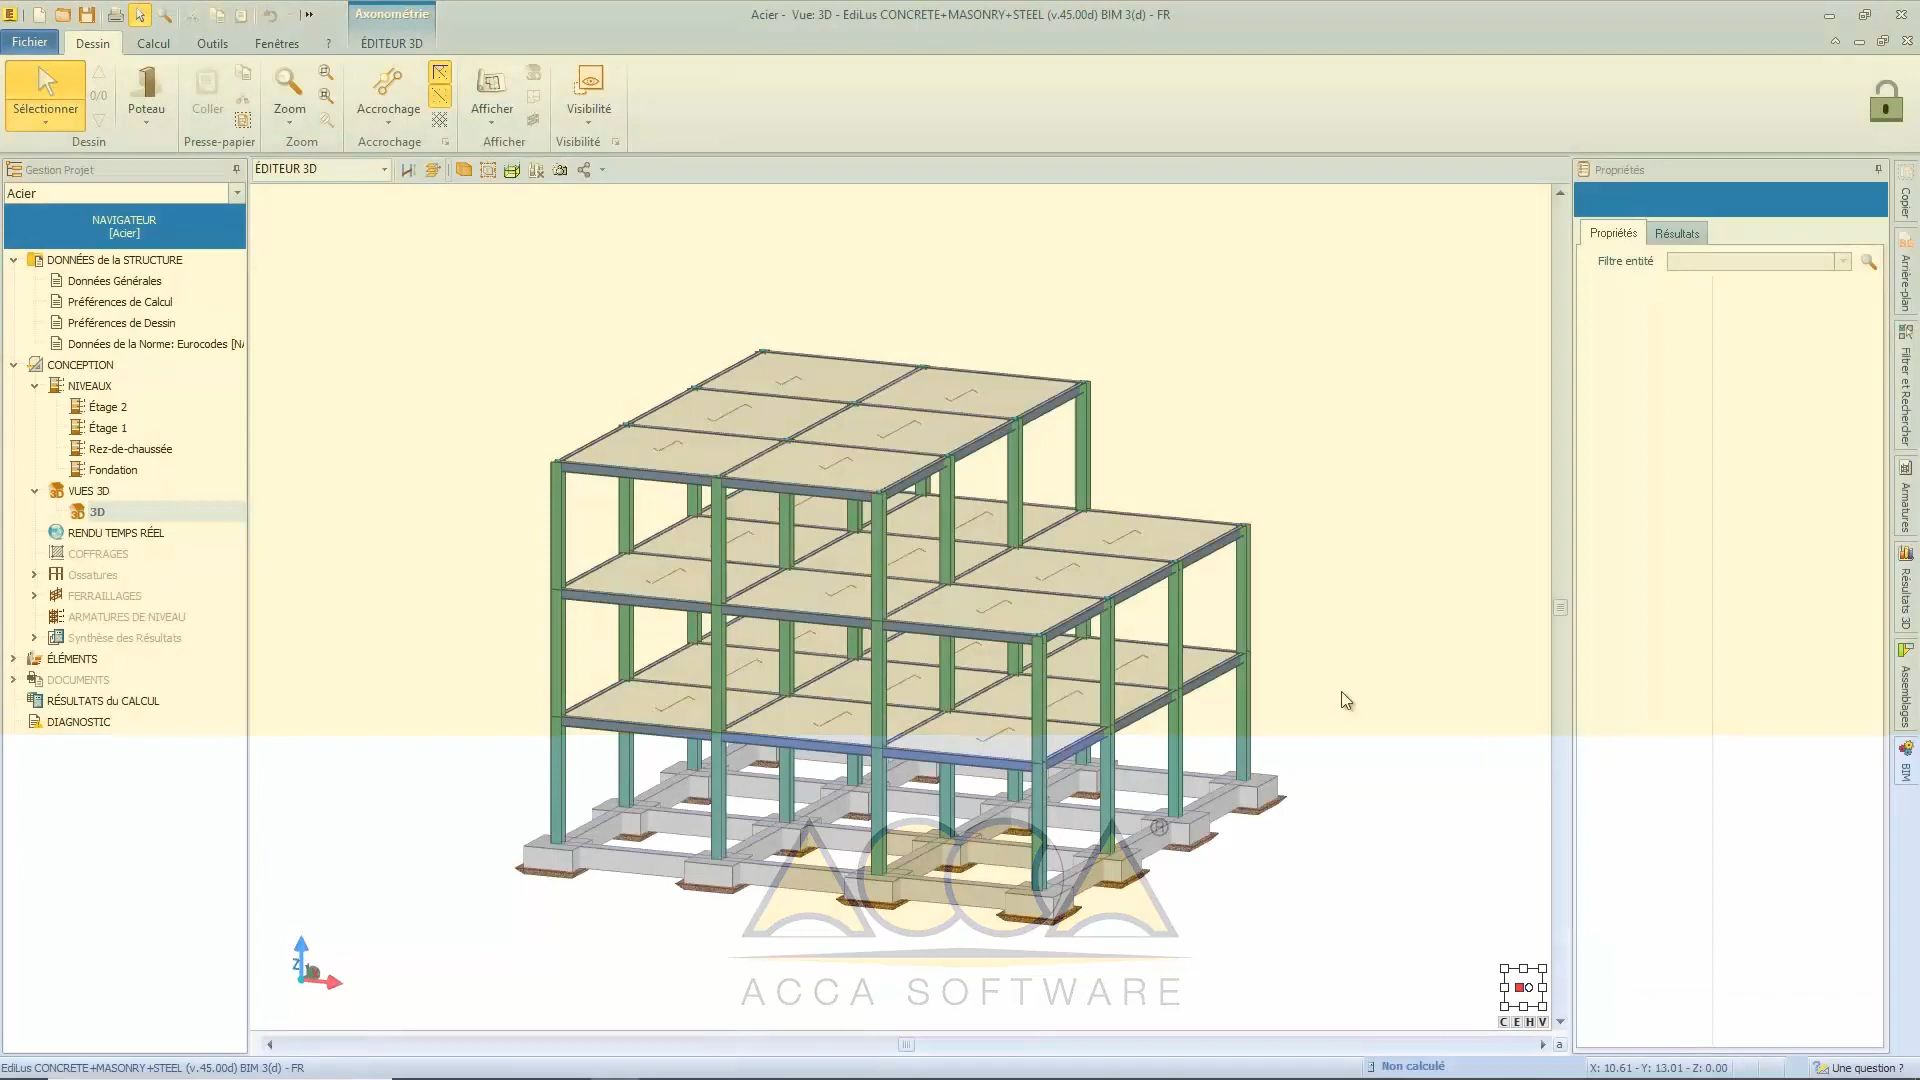 Axonométrie
Acier - Vue: 3D - EdiLus CONCRETE+MASONRY+STEEL (v.45.00d) BIM 3(d) - FR
Fichier
Dessin
Calcul
Outils
Fenêtres
?
ÉDITEUR 3D
Sélectionner
0/0
Poteau
Coller
Zoom
Accrochage
Afficher
Visibilité
Dessin
Presse-papier
Zoom
Accrochage
Afficher
Visibilité
Gestion Projet
ÉDITEUR 3D
Propriétés
Acier
NAVIGATEUR
[Acier]
DONNÉES de la STRUCTURE
Données Générales
Préférences de Calcul
Préférences de Dessin
Données de la Norme: Eurocodes [NA
CONCEPTION
NIVEAUX
Étage 2
Étage 1
Rez-de-chaussée
Fondation
VUES 3D
3D
RENDU TEMPS RÉEL
COFFRAGES
Ossatures
FERRAILLAGES
ARMATURES DE NIVEAU
Synthèse des Résultats
ÉLÉMENTS
DOCUMENTS
RÉSULTATS du CALCUL
DIAGNOSTIC
Propriétés
Résultats
Filtre entité
Copier
Arrière-plan
Filtrer et Rechercher
Armatures
Résultats 3D
Assemblages
BIM
Z
ACCA
ACCA SOFTWARE
C E H V
a
EdiLus CONCRETE+MASONRY+STEEL (v.45.00d) BIM 3(d) - FR
Non calculé
X: 10.61 - Y: 13.01 - Z: 0.00
Une question ?